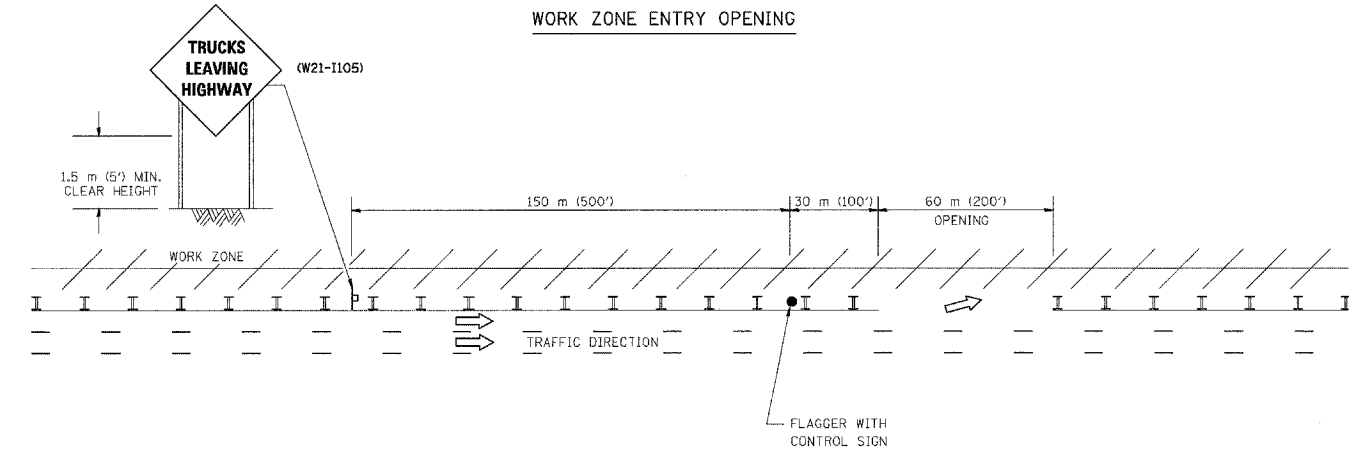 WORK ZONE ENTRY OPENING
TRUCKS
LEAVING
HIGHWAY
(W21-I105)
1.5 m (5') MIN.
CLEAR HEIGHT
150 m (500')
30 m (100')
60 m (200')
OPENING
WORK ZONE
TRAFFIC DIRECTION
FLAGGER WITH
CONTROL SIGN